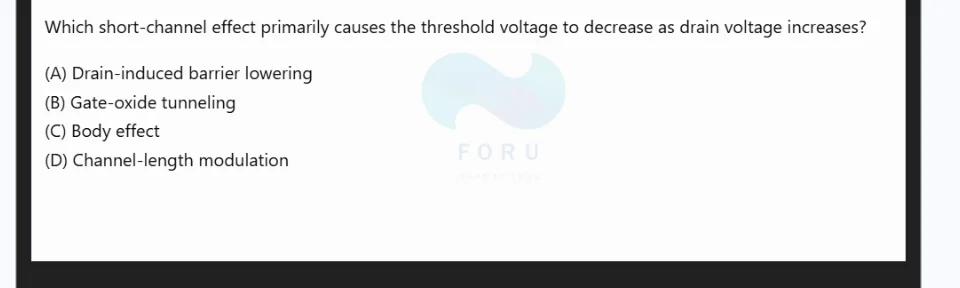 Which short-channel effect primarily causes the threshold voltage to decrease as drain voltage increases?
(A) Drain-induced barrier lowering
(B) Gate-oxide tunneling
(C) Body effect
(D) Channel-length modulation
FORU